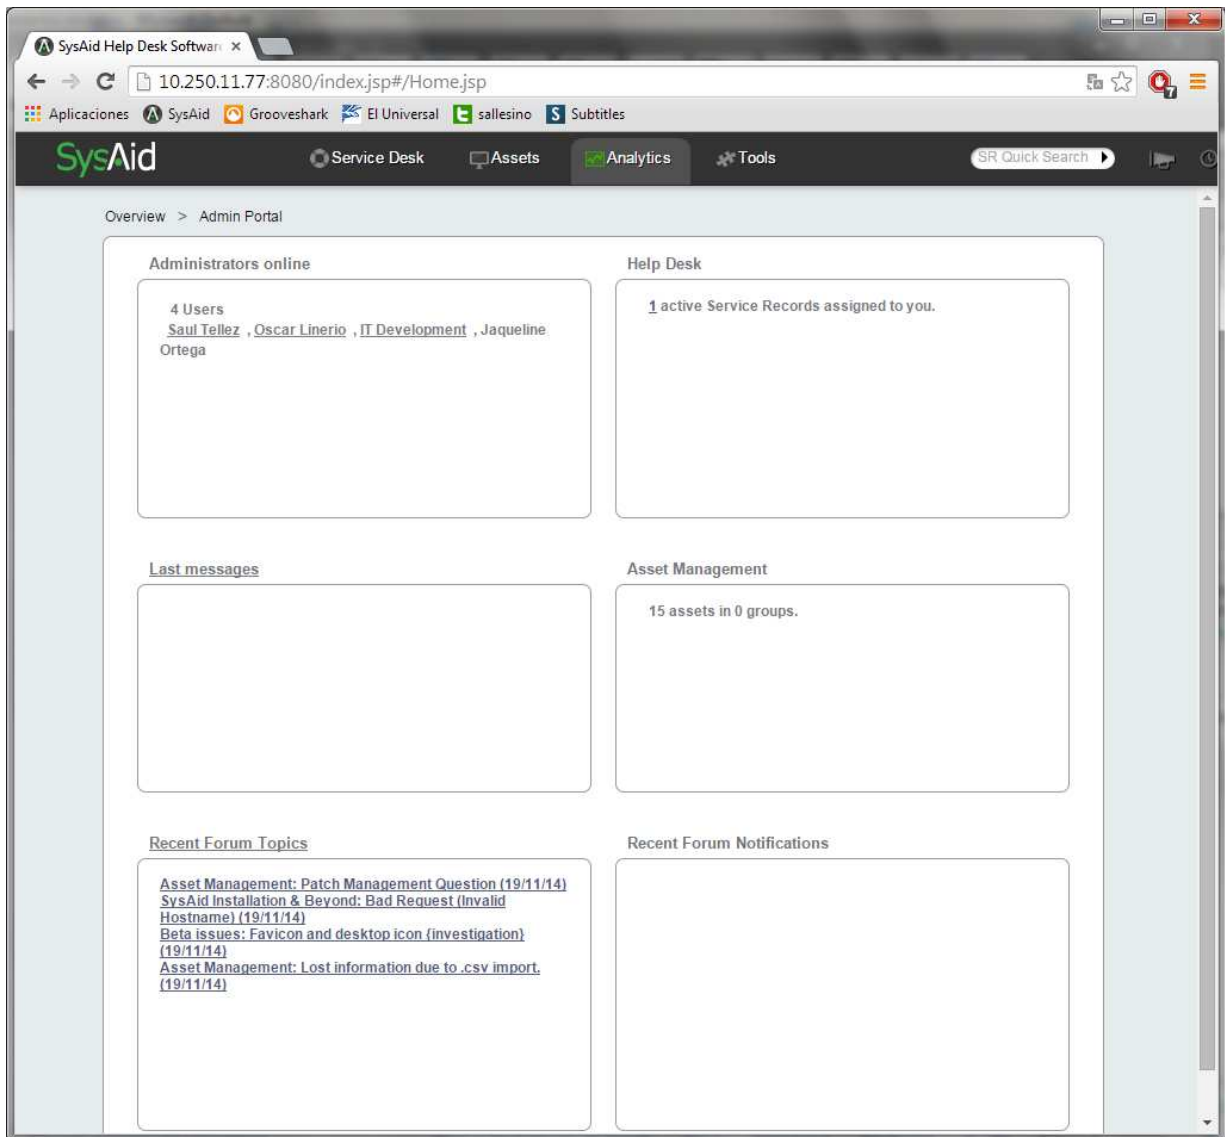 SysAid Help Desk Softwar
10.250.11.77:8080/index.jsp#/Home.jsp
7
Aplicaciones SysAid Grooveshark El Universal sallesino Subtitles
SysAid Service Desk Assets Analytics Tools SR Quick Search
Overview > Admin Portal
Administrators online
4 Users
Saul Tellez , Oscar Linerio , IT Development , Jaqueline
Ortega
Help Desk
1 active Service Records assigned to you.
Last messages
Asset Management
15 assets in 0 groups.
Recent Forum Topics
Asset Management: Patch Management Question (19/11/14)
SysAid Installation & Beyond: Bad Request (Invalid
Hostname) (19/11/14)
Beta issues: Favicon and desktop icon {investigation}
(19/11/14)
Asset Management: Lost information due to .csv import.
(19/11/14)
Recent Forum Notifications